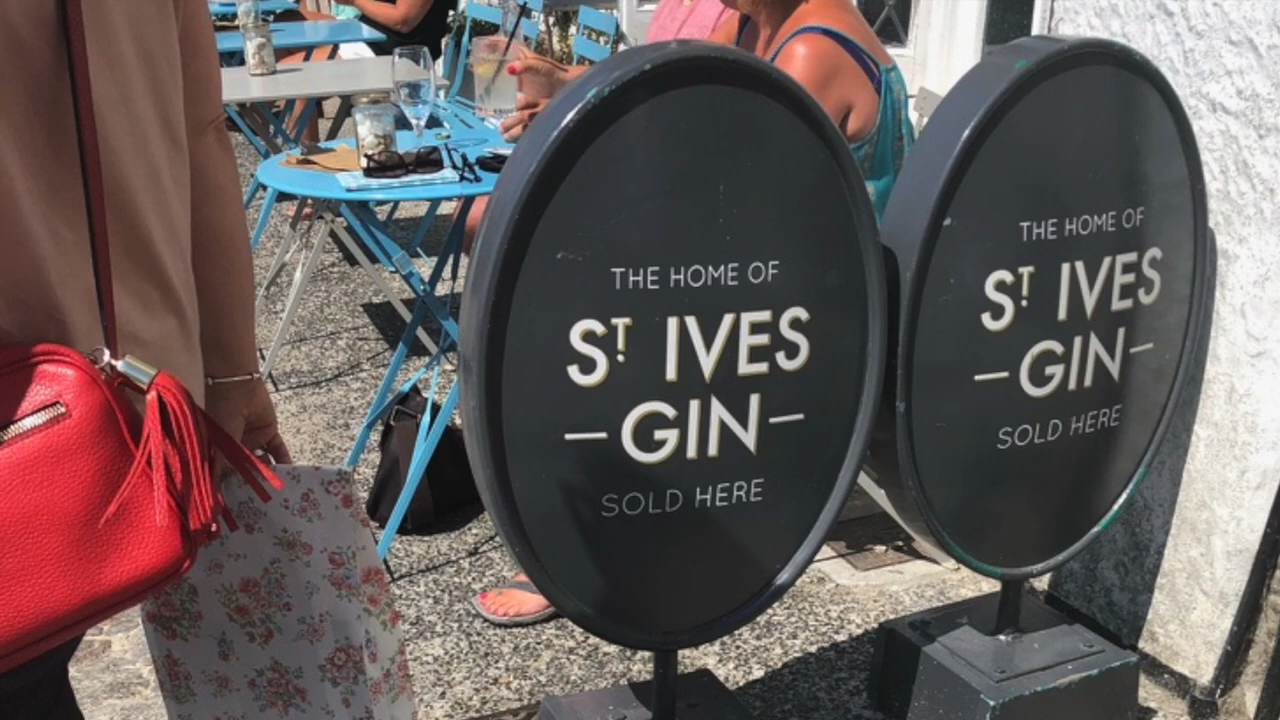 THE HOME OF
ST IVES
GIN
SOLD HERE
THE HOME OF
ST IVES
GIN
SOLD HERE